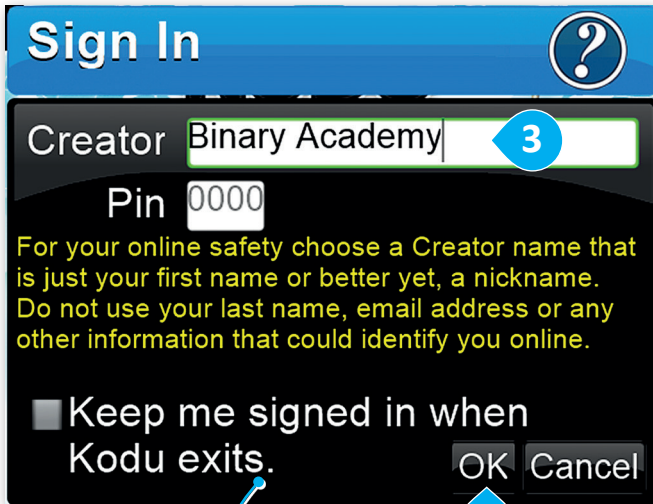 Sign In
?
Creator Binary Academy 3
Pin 0000
For your online safety choose a Creator name that
is just your first name or better yet, a nickname.
Do not use your last name, email address or any
other information that could identify you online.
Keep me signed in when
Kodu exits.
OK Cancel